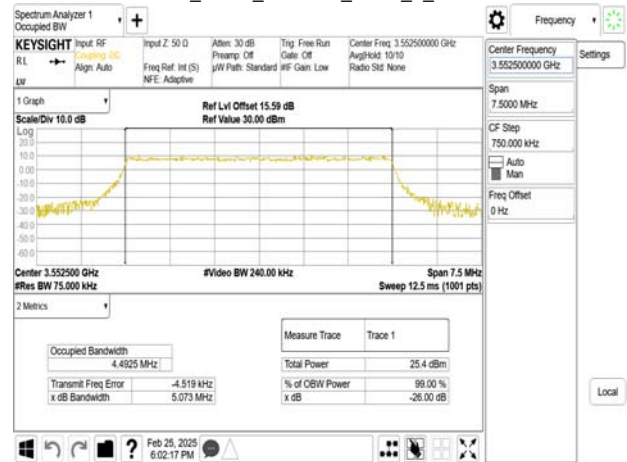 Spectrum Analyzer 1
Occupied BW
Frequency
KEYSIGHT
RL
LV
Input: RF
Coupling: DC
Align: Auto
Input Z: 50 Ω
Freq Ref: Int (S)
NFE: Adaptive
Atten: 30 dB
Preamp: Off
µW Path: Standard
Trig: Free Run
Gate: Off
#IF Gain: Low
Center Freq: 3.552500000 GHz
Avg|Hold: 10/10
Radio Std: None
Center Frequency
3.552500000 GHz
Settings
Span
7.5000 MHz
CF Step
750.000 kHz
Auto
Man
Freq Offset
0 Hz
Local
1 Graph
Scale/Div 10.0 dB
Ref Lvl Offset 15.59 dB
Ref Value 30.00 dBm
Log
20.0
10.0
0.00
-10.0
-20.0
-30.0
-40.0
-50.0
-60.0
Center 3.552500 GHz
#Res BW 75.000 kHz
#Video BW 240.00 kHz
Span 7.5 MHz
Sweep 12.5 ms (1001 pts)
2 Metrics
Measure Trace Trace 1
Occupied Bandwidth
4.4925 MHz
Total Power 25.4 dBm
Transmit Freq Error -4.519 kHz
% of OBW Power 99.00 %
x dB Bandwidth 5.073 MHz
x dB -26.00 dB
?
Feb 25, 2025
6:02:17 PM